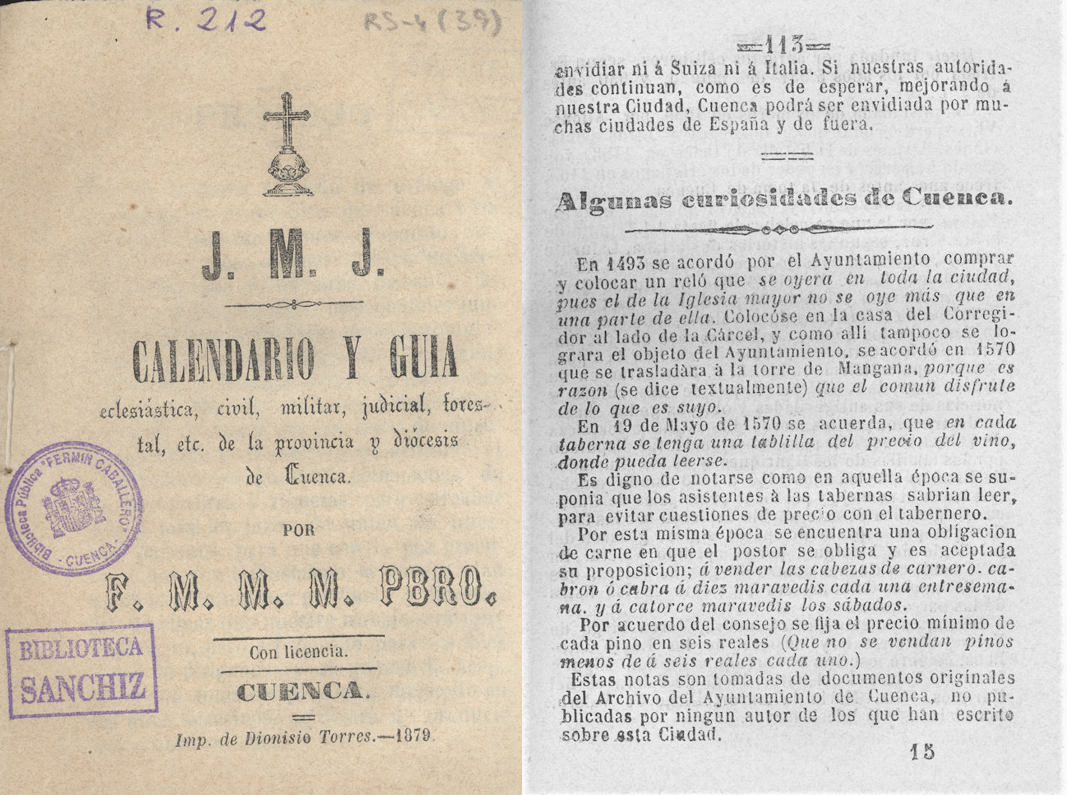 R. 212
RS-4 (39)
J. M. J.
CALENDARIO Y GUIA
eclesiástica, civil, militar, judicial, fores-
tal, etc. de la provincia y diócesis
de Cuenca.
POR
F. M. M. M. PBRO.
Con licencia.
CUENCA.
Imp. de Dionisio Torres.—1879
Biblioteca Pública "FERMIN CABALLERO"
- CUENCA -
BIBLIOTECA
SANCHIZ
113
envidiar ni á Suiza ni á Italia. Si nuestras autorida-
des continuan, como es de esperar, mejorando á
nuestra Ciudad, Cuenca podrá ser envidiada por mu-
chas ciudades de España y de fuera.
Algunas curiosidades de Cuenca.
En 1493 se acordó por el Ayuntamiento comprar
y colocar un reló que se oyera en toda la ciudad,
pues el de la Iglesia mayor no se oye más que en
una parte de ella. Colocóse en la casa del Corregi-
dor al lado de la Cárcel, y como allí tampoco se lo-
grara el objeto del Ayuntamiento, se acordó en 1570
que se trasladàra à la torre de Mangana, porque es
razon (se dice textualmente) que el comun disfrute
de lo que es suyo.
En 19 de Mayo de 1570 se acuerda, que en cada
taberna se tenga una tablilla del precio del vino,
donde pueda leerse.
Es digno de notarse como en aquella época se su-
ponia que los asistentes à las tabernas sabrian leer,
para evitar cuestiones de precio con el tabernero.
Por esta misma época se encuentra una obligacion
de carne en que el postor se obliga y es aceptada
su proposicion; á vender las cabezas de carnero. ca-
bron ó cabra á diez maravedis cada una entresema-
na. y á catorce maravedis los sábados.
Por acuerdo del consejo se fija el precio mínimo de
cada pino en seis reales (Que no se vendan pinos
menos de á seis reales cada uno.)
Estas notas son tomadas de documentos originales
del Archivo del Ayuntamiento de Cuenca, no pu-
blicadas por ningun autor de los que han escrito
sobre esta Ciudad.
15